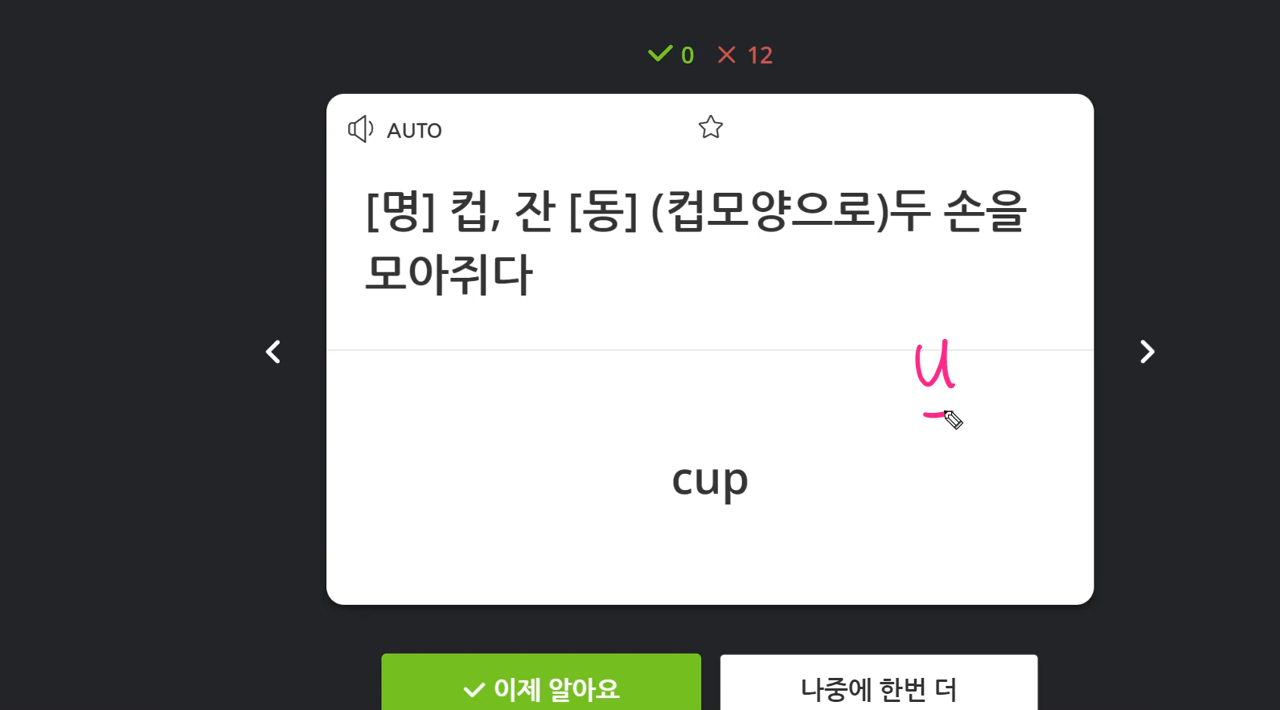 0 12
AUTO
[명] 컵, 잔 [동] (컵모양으로)두 손을
모아쥐다
u
cup
이제 알아요 나중에 한번 더